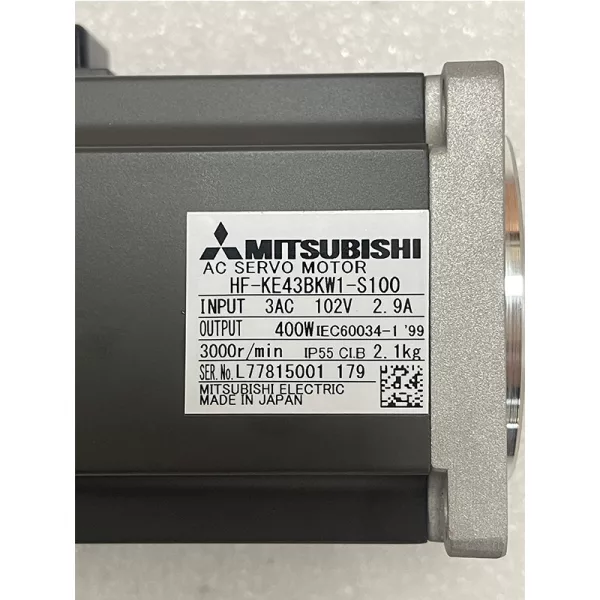 MITSUBISHI
AC SERVO MOTOR
HF-KE43BKW1-S100
INPUT 3AC 102V 2.9A
OUTPUT 400W IEC60034-1 '99
3000r/min IP55 CI.B 2.1kg
SER.No.L77815001 179
MITSUBISHI ELECTRIC
MADE IN JAPAN